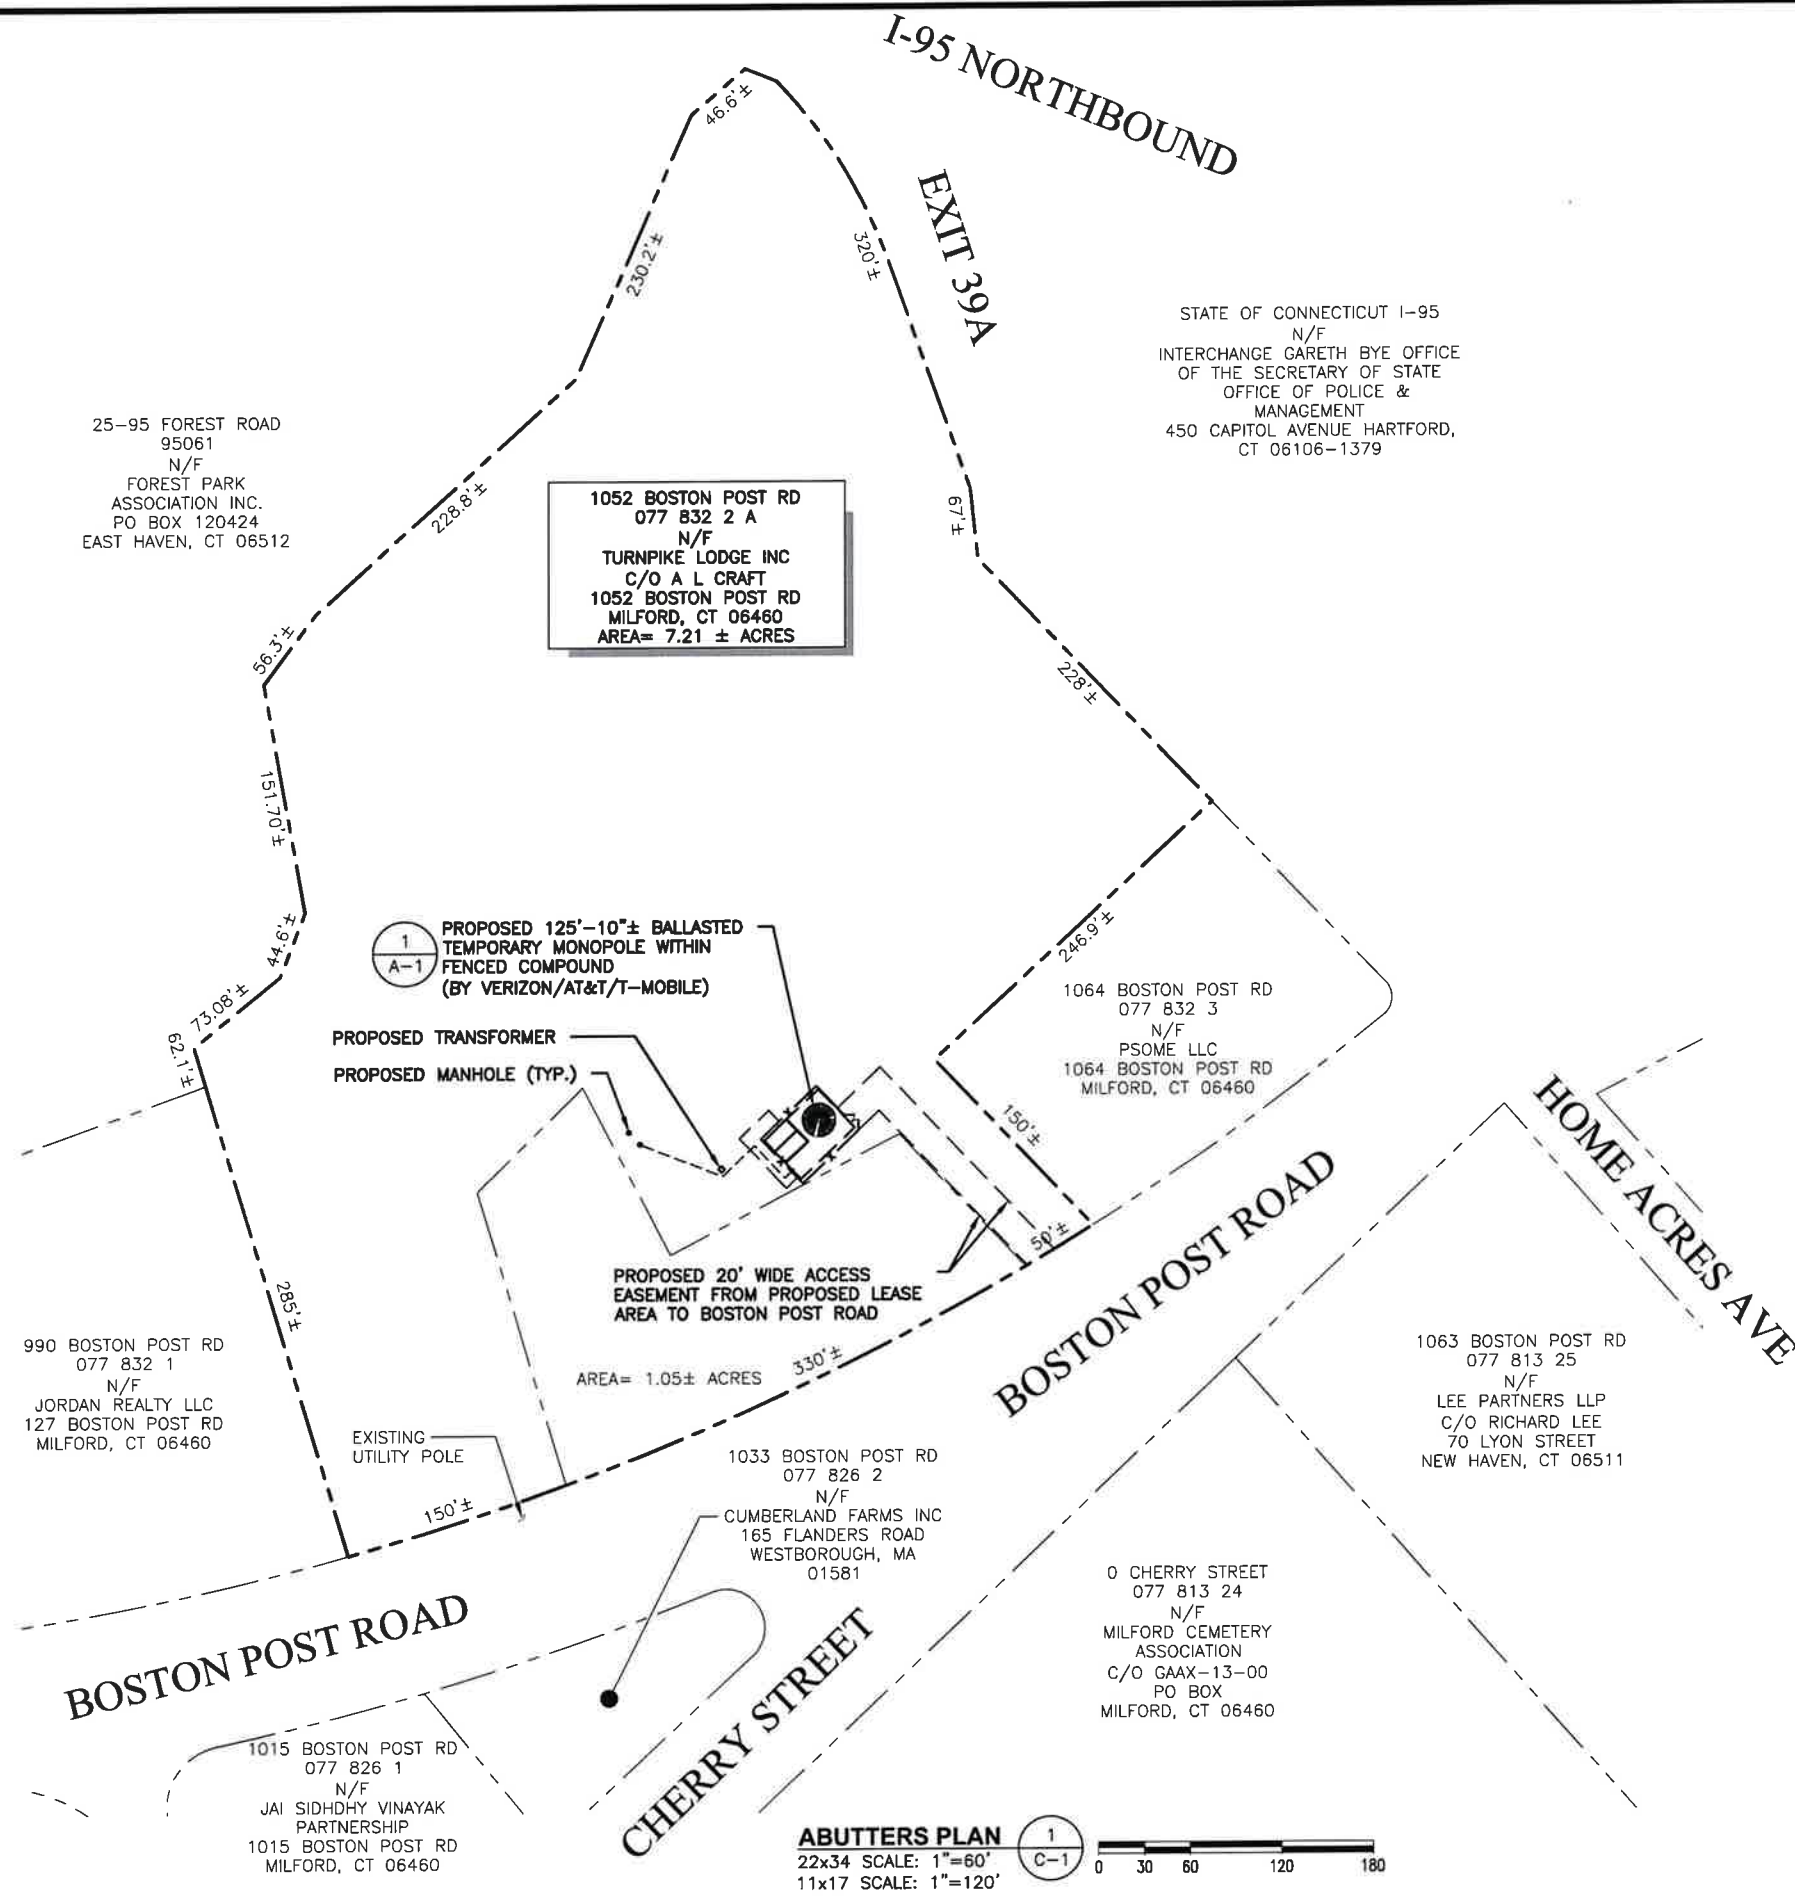 I-95 NORTHBOUND
46.6'±
EXIT 39A
320'±
230.2'±
STATE OF CONNECTICUT I-95
N/F
INTERCHANGE GARETH BYE OFFICE
OF THE SECRETARY OF STATE
OFFICE OF POLICE &
MANAGEMENT
450 CAPITOL AVENUE HARTFORD,
CT 06106-1379
25-95 FOREST ROAD
95061
N/F
FOREST PARK
ASSOCIATION INC.
PO BOX 120424
EAST HAVEN, CT 06512
228.8'±
1052 BOSTON POST RD
077 832 2 A
N/F
TURNPIKE LODGE INC
C/O A L CRAFT
1052 BOSTON POST RD
MILFORD, CT 06460
AREA= 7.21 ± ACRES
67'±
56.3'±
228'±
151.70'±
44.6'±
73.08'±
62.1'±
1
A-1
PROPOSED 125'-10"± BALLASTED
TEMPORARY MONOPOLE WITHIN
FENCED COMPOUND
(BY VERIZON/AT&T/T-MOBILE)
246.9'±
PROPOSED TRANSFORMER
PROPOSED MANHOLE (TYP.)
1064 BOSTON POST RD
077 832 3
N/F
PSOME LLC
1064 BOSTON POST RD
MILFORD, CT 06460
150'±
HOME ACRES AVE
50'±
BOSTON POST ROAD
PROPOSED 20' WIDE ACCESS
EASEMENT FROM PROPOSED LEASE
AREA TO BOSTON POST ROAD
285'±
990 BOSTON POST RD
077 832 1
N/F
JORDAN REALTY LLC
127 BOSTON POST RD
MILFORD, CT 06460
AREA= 1.05± ACRES
330'±
1063 BOSTON POST RD
077 813 25
N/F
LEE PARTNERS LLP
C/O RICHARD LEE
70 LYON STREET
NEW HAVEN, CT 06511
EXISTING
UTILITY POLE
150'±
1033 BOSTON POST RD
077 826 2
N/F
CUMBERLAND FARMS INC
165 FLANDERS ROAD
WESTBOROUGH, MA
01581
0 CHERRY STREET
077 813 24
N/F
MILFORD CEMETERY
ASSOCIATION
C/O GAAX-13-00
PO BOX
MILFORD, CT 06460
BOSTON POST ROAD
CHERRY STREET
1015 BOSTON POST RD
077 826 1
N/F
JAI SIDHDHY VINAYAK
PARTNERSHIP
1015 BOSTON POST RD
MILFORD, CT 06460
ABUTTERS PLAN
22x34 SCALE: 1"=60'
11x17 SCALE: 1"=120'
1
C-1
0 30 60 120 180